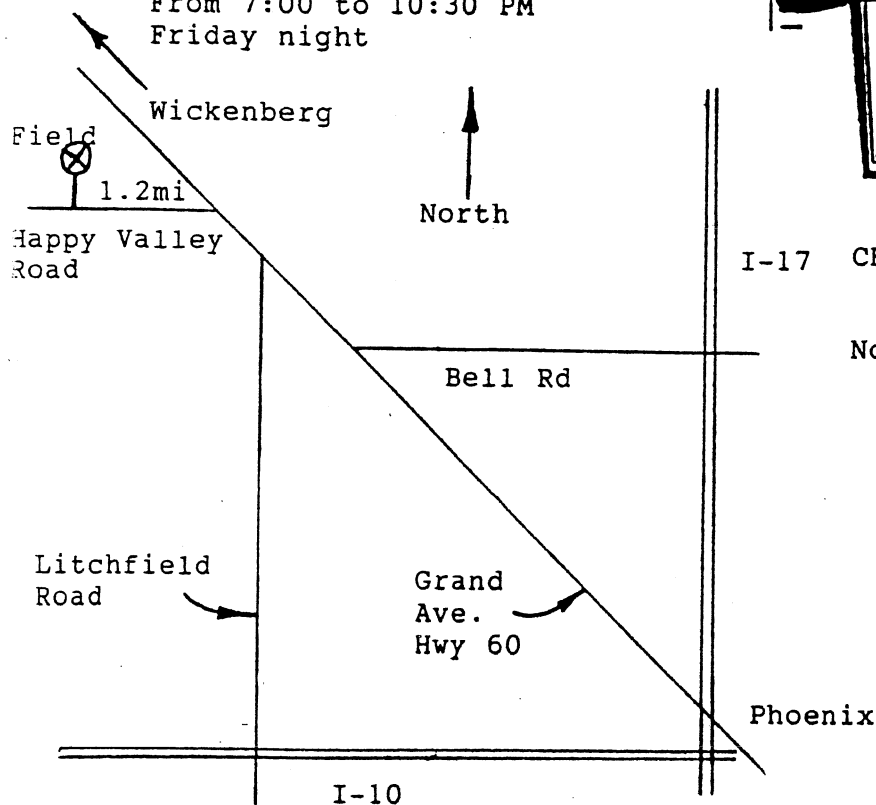 From 7:00 to 10:30 PM
Friday night
Wickenberg
Field
1.2mi
North
Happy Valley
Road
I-17
Bell Rd
Litchfield
Road
Grand
Ave.
Hwy 60
Phoenix
I-10